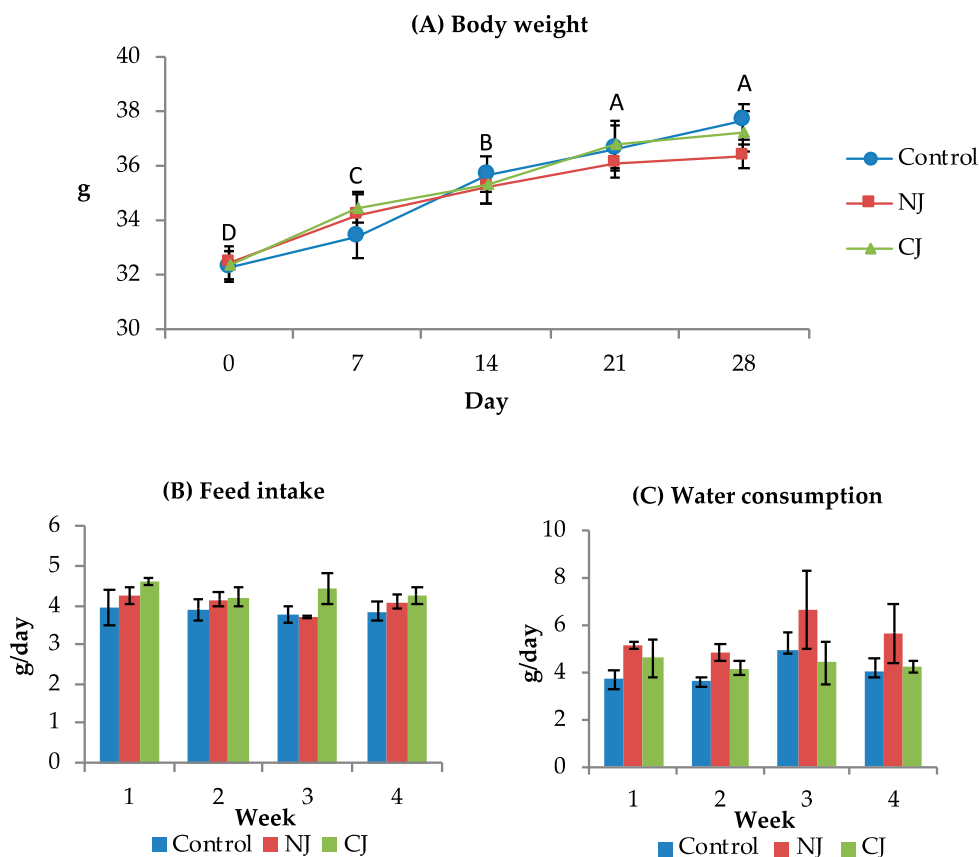 (A) Body weight
40
38
36
34
32
30
g
D
C
B
A
A
0 7 14 21 28
Day
Control
NJ
CJ
(B) Feed intake
6
5
4
3
2
1
0
g/day
1 2 3 4
Week
Control NJ CJ
(C) Water consumption
10
8
6
4
2
0
g/day
1 2 3 4
Week
Control NJ CJ